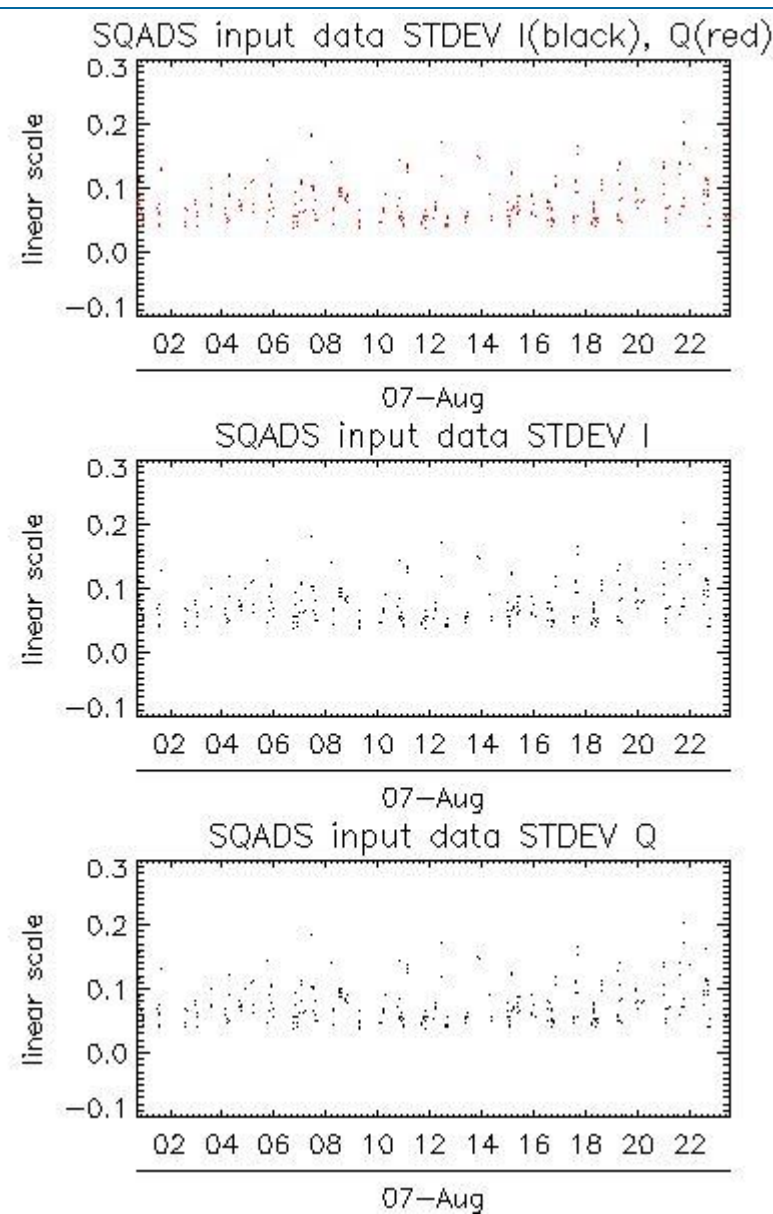 SQADS input data STDEV I(black), Q(red)
0.3
0.2
0.1
0.0
-0.1
linear scale
02 04 06 08 10 12 14 16 18 20 22
07-Aug
SQADS input data STDEV I
0.3
0.2
0.1
0.0
-0.1
linear scale
02 04 06 08 10 12 14 16 18 20 22
07-Aug
SQADS input data STDEV Q
0.3
0.2
0.1
0.0
-0.1
linear scale
02 04 06 08 10 12 14 16 18 20 22
07-Aug